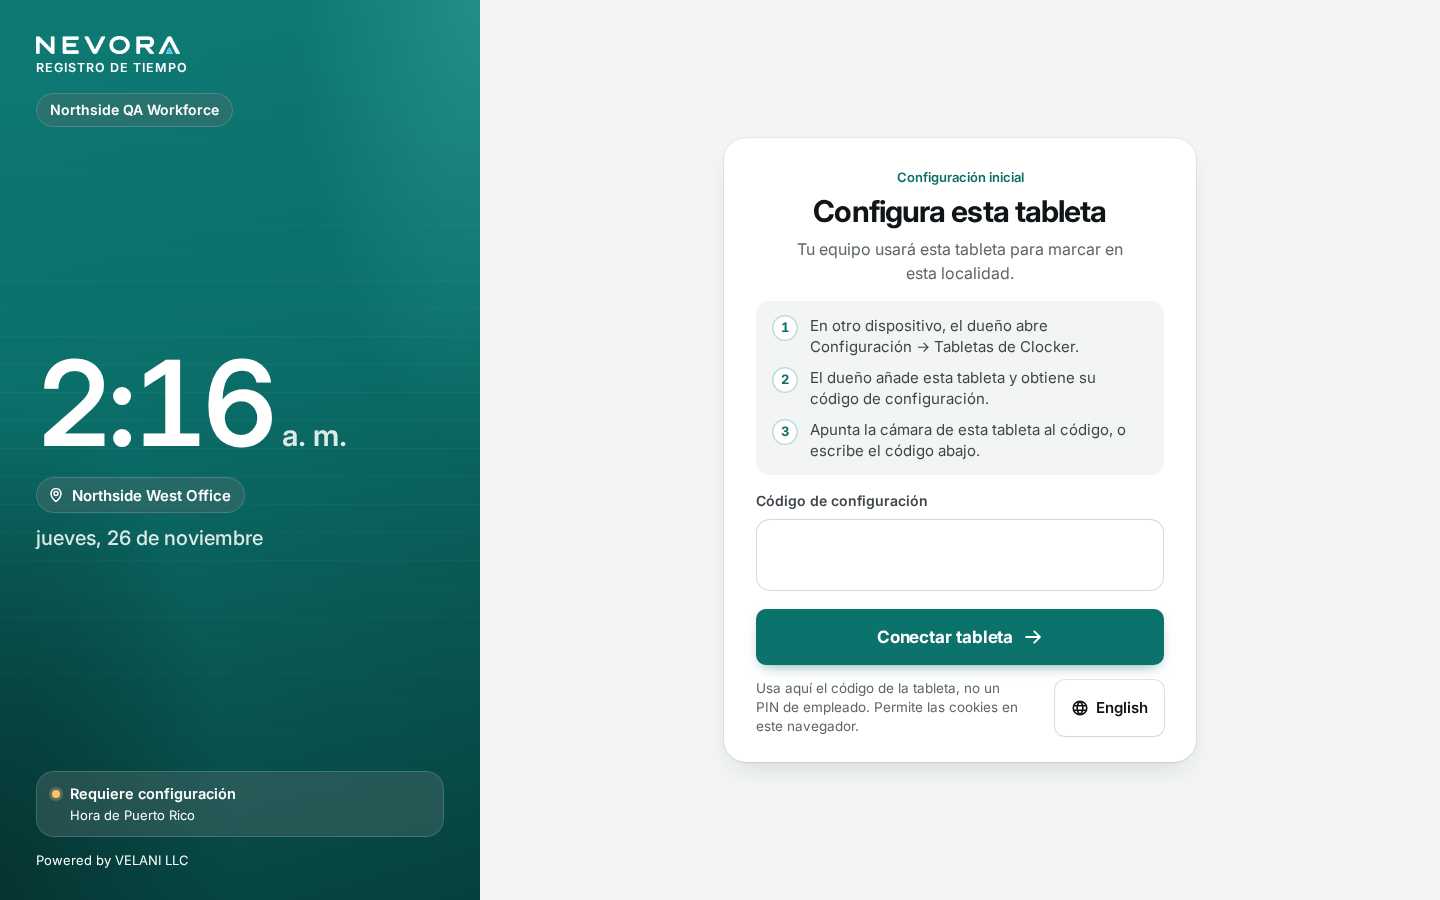 NEVORA
REGISTRO DE TIEMPO
Northside QA Workforce
2:16 a. m.
Northside West Office
jueves, 26 de noviembre
Requiere configuración
Hora de Puerto Rico
Powered by VELANI LLC
Configuración inicial
Configura esta tableta
Tu equipo usará esta tableta para marcar en
esta localidad.
1 En otro dispositivo, el dueño abre
Configuración → Tabletas de Clocker.
2 El dueño añade esta tableta y obtiene su
código de configuración.
3 Apunta la cámara de esta tableta al código, o
escribe el código abajo.
Código de configuración
Conectar tableta →
Usa aquí el código de la tableta, no un
PIN de empleado. Permite las cookies en
este navegador.
English